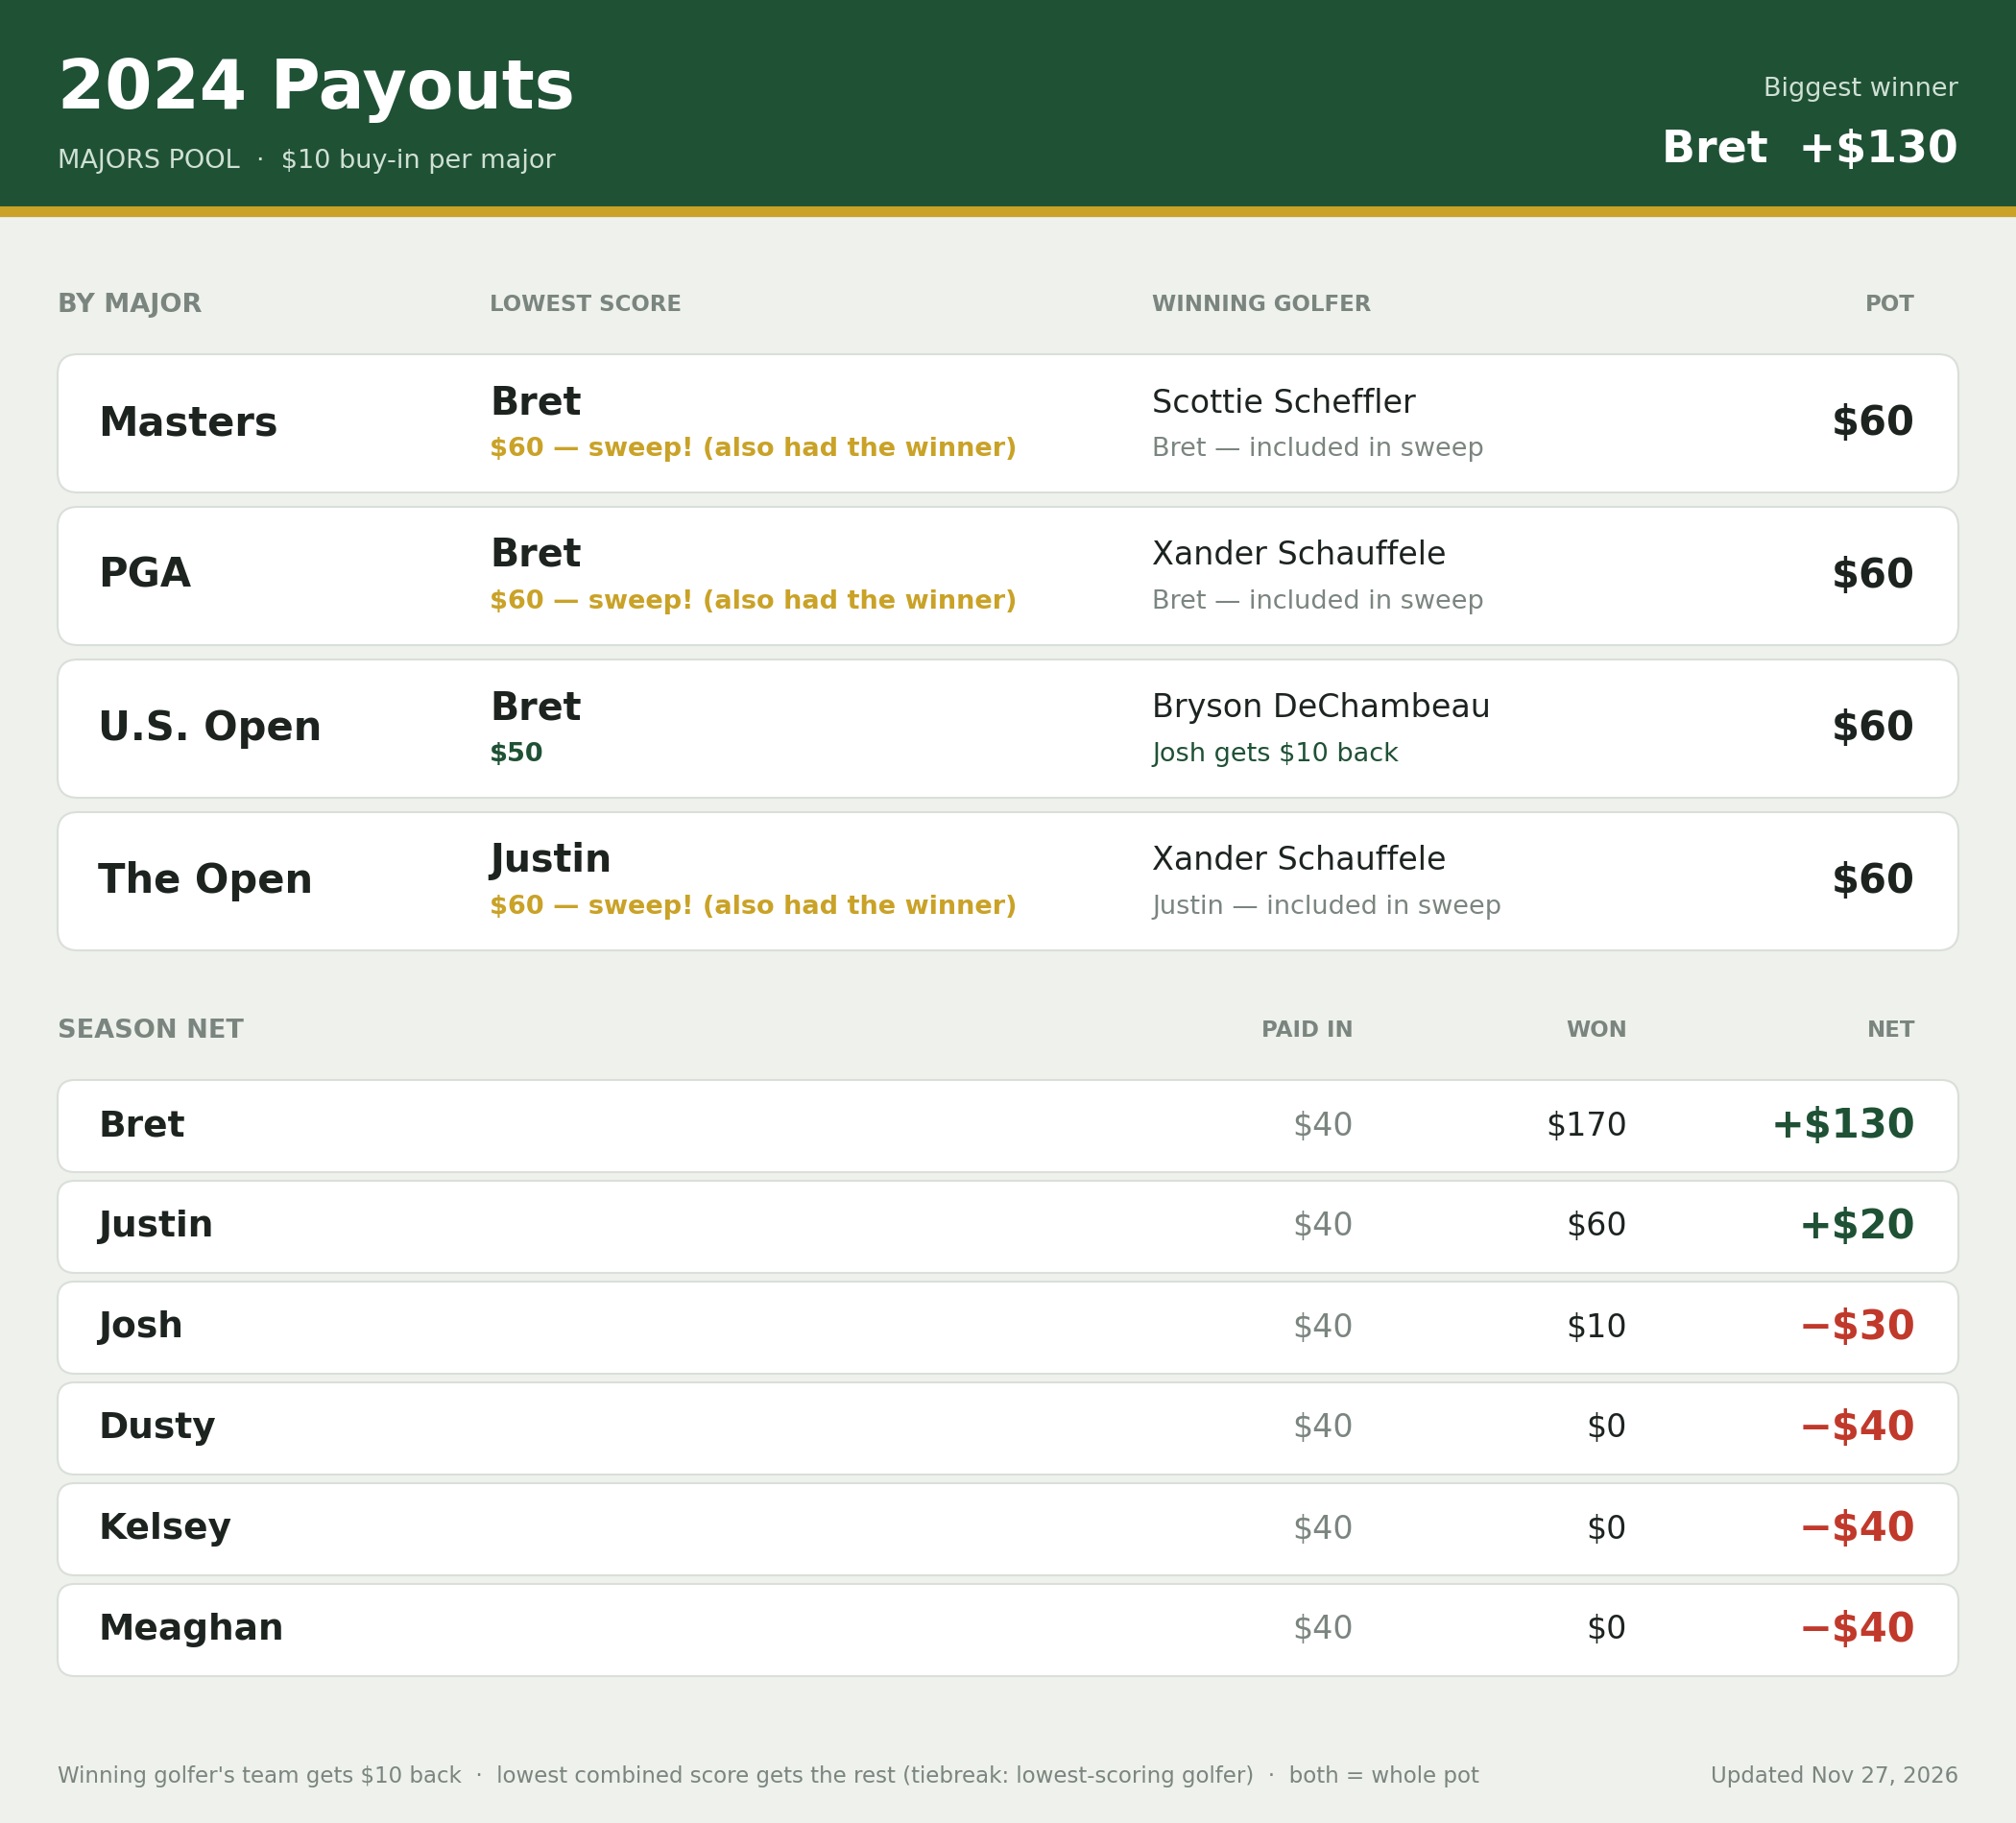 2024 Payouts
MAJORS POOL · $10 buy-in per major
Biggest winner
Bret +$130
BY MAJOR LOWEST SCORE WINNING GOLFER POT
Masters
Bret
$60 — sweep! (also had the winner)
Scottie Scheffler
Bret — included in sweep
$60
PGA
Bret
$60 — sweep! (also had the winner)
Xander Schauffele
Bret — included in sweep
$60
U.S. Open
Bret
$50
Bryson DeChambeau
Josh gets $10 back
$60
The Open
Justin
$60 — sweep! (also had the winner)
Xander Schauffele
Justin — included in sweep
$60
SEASON NET PAID IN WON NET
Bret $40 $170 +$130
Justin $40 $60 +$20
Josh $40 $10 −$30
Dusty $40 $0 −$40
Kelsey $40 $0 −$40
Meaghan $40 $0 −$40
Winning golfer's team gets $10 back · lowest combined score gets the rest (tiebreak: lowest-scoring golfer) · both = whole pot
Updated Nov 27, 2026